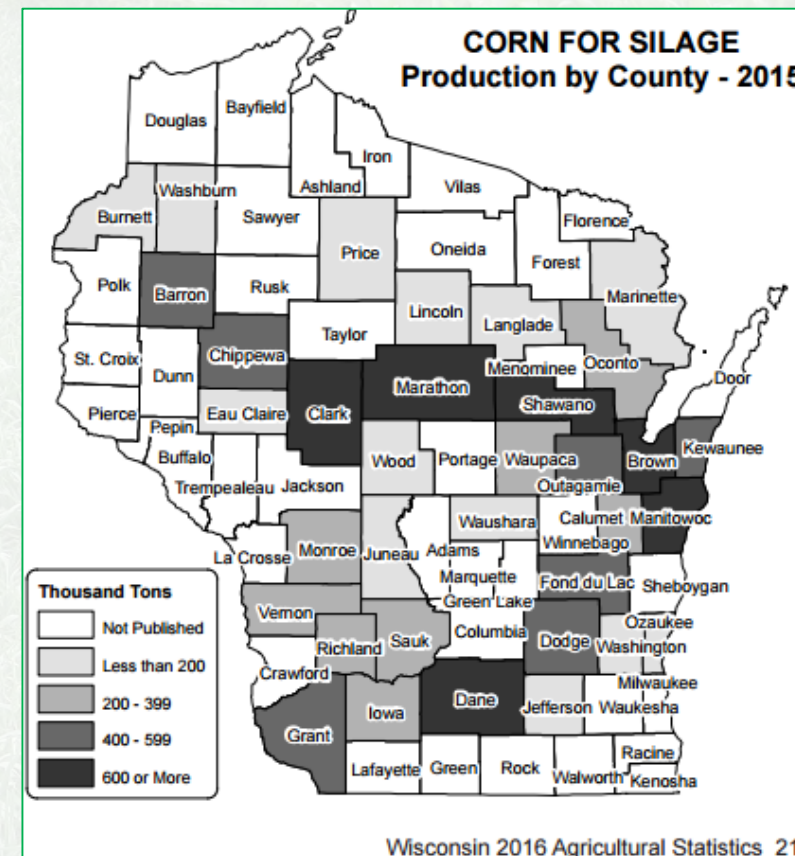 CORN FOR SILAGE
Production by County - 2015
Douglas
Bayfield
Iron
Ashland
Vilas
Washburn
Burnett
Sawyer
Florence
Price
Oneida
Forest
Polk
Barron
Rusk
Marinette
Lincoln
Langlade
Taylor
St. Croix
Chippewa
Dunn
Menominee
Oconto
Door
Marathon
Pierce
Eau Claire
Clark
Shawano
Pepin
Buffalo
Wood
Portage
Waupaca
Brown
Kewaunee
Trempealeau
Jackson
Outagamie
Waushara
Calumet
Manitowoc
Winnebago
La Crosse
Monroe
Juneau
Adams
Marquette
Fond du Lac
Sheboygan
Green Lake
Vernon
Richland
Sauk
Columbia
Dodge
Ozaukee
Washington
Crawford
Milwaukee
Dane
Jefferson
Waukesha
Iowa
Grant
Racine
Lafayette
Green
Rock
Walworth
Kenosha
Thousand Tons
Not Published
Less than 200
200 - 399
400 - 599
600 or More
Wisconsin 2016 Agricultural Statistics 21